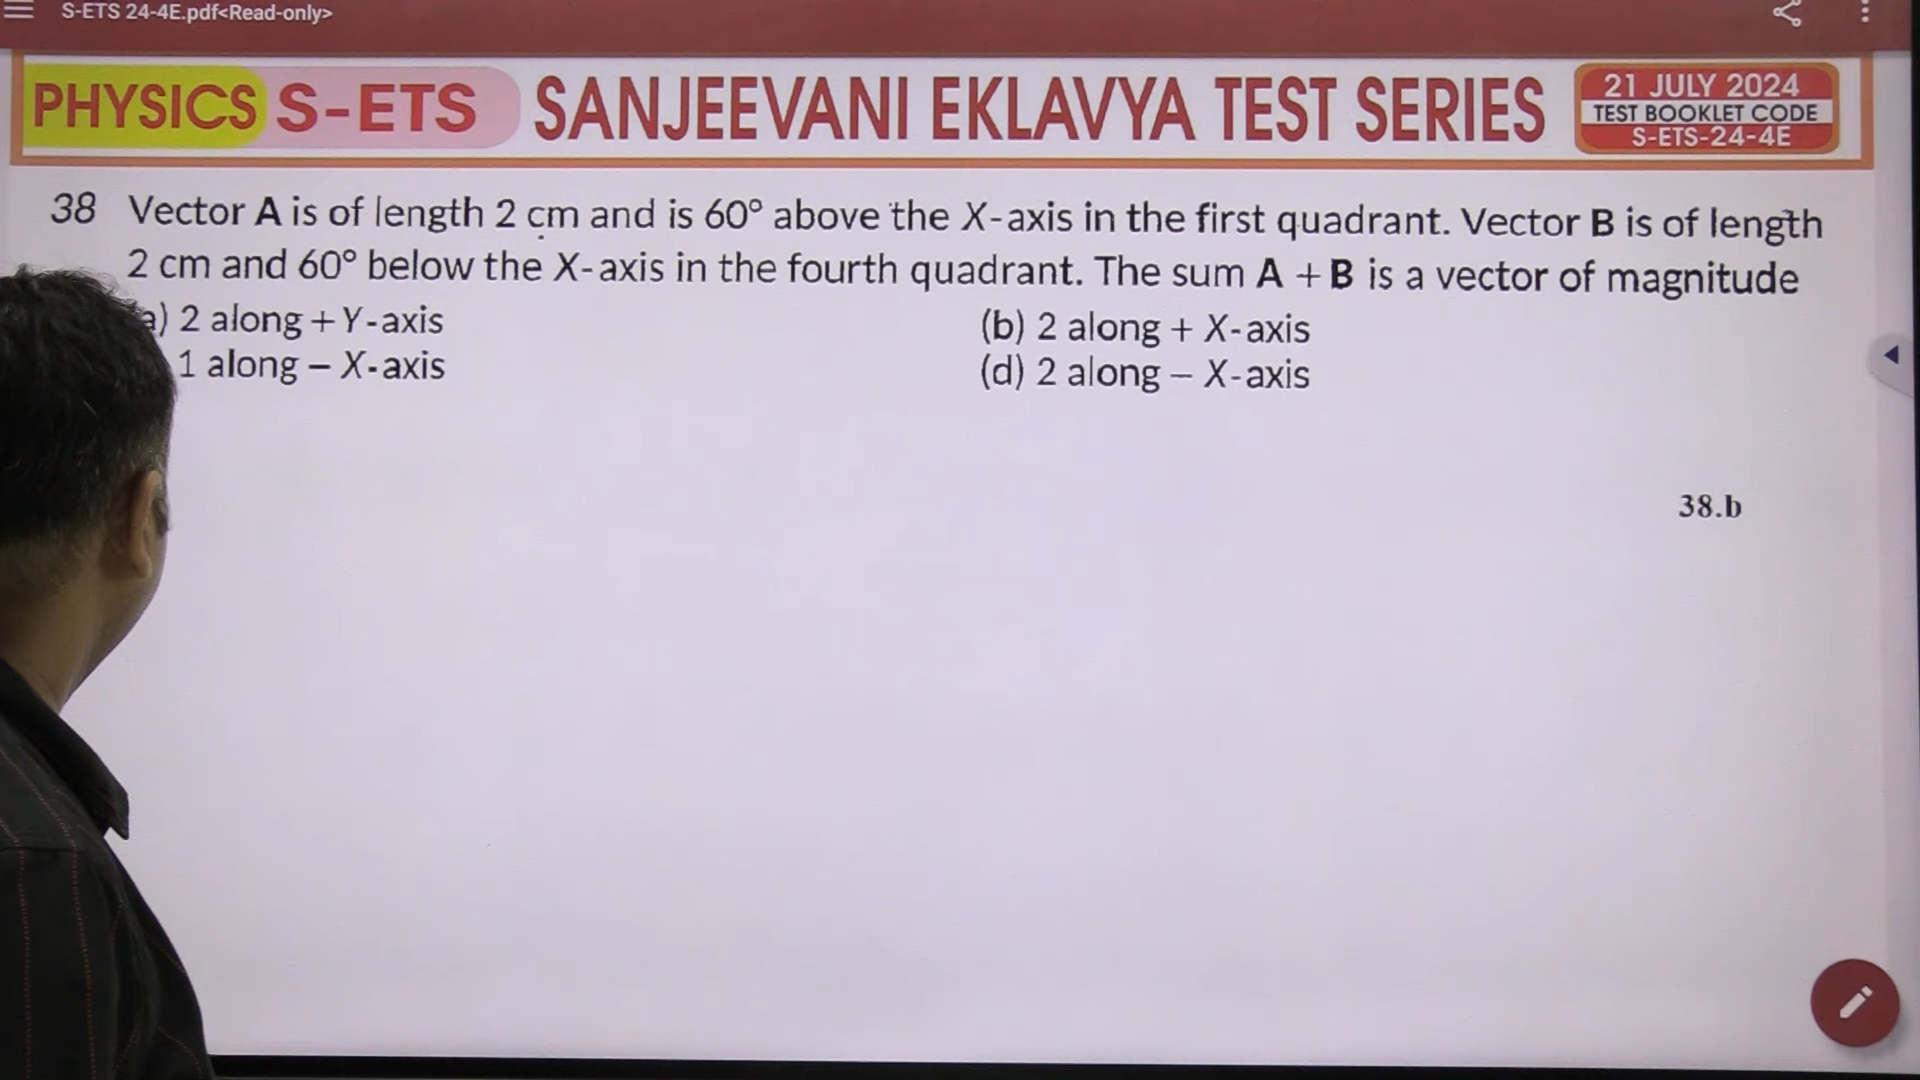 S-ETS 24-4E.pdf<Read-only>
PHYSICS S-ETS SANJEEVANI EKLAVYA TEST SERIES
21 JULY 2024
TEST BOOKLET CODE
S-ETS-24-4E
38 Vector A is of length 2 cm and is 60° above the X-axis in the first quadrant. Vector B is of length
2 cm and 60° below the X-axis in the fourth quadrant. The sum A + B is a vector of magnitude
a) 2 along + Y-axis (b) 2 along + X-axis
1 along – X-axis (d) 2 along – X-axis
38.b